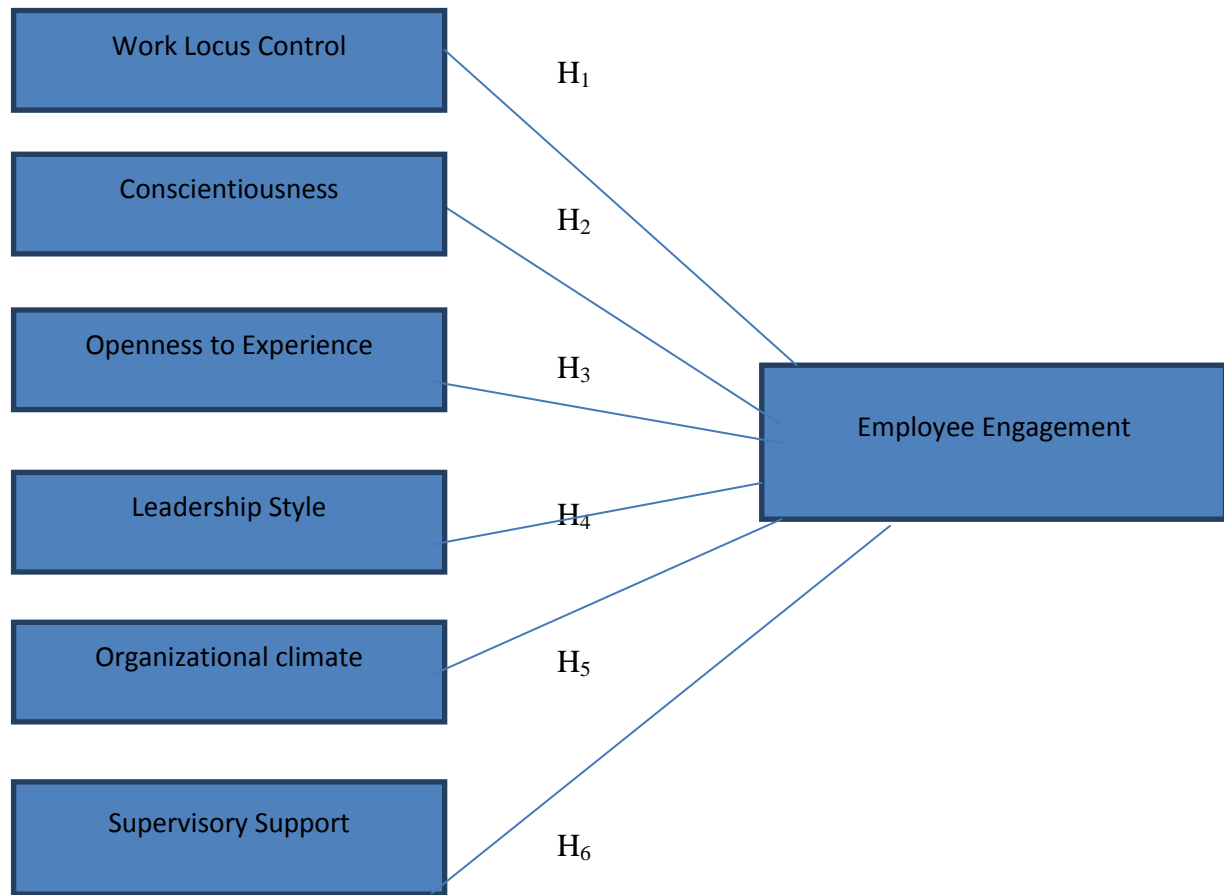 Work Locus Control
H₁
Conscientiousness
H₂
Openness to Experience
H₃
Employee Engagement
Leadership Style
H₄
Organizational climate
H₅
Supervisory Support
H₆